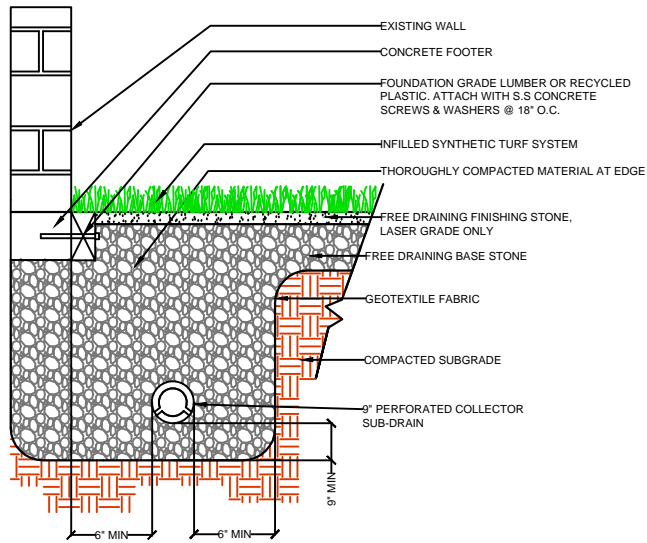 EXISTING WALL
CONCRETE FOOTER
FOUNDATION GRADE LUMBER OR RECYCLED
PLASTIC. ATTACH WITH S.S CONCRETE
SCREWS & WASHERS @ 18" O.C.
INFILLED SYNTHETIC TURF SYSTEM
THOROUGHLY COMPACTED MATERIAL AT EDGE
FREE DRAINING FINISHING STONE,
LASER GRADE ONLY
FREE DRAINING BASE STONE
GEOTEXTILE FABRIC
COMPACTED SUBGRADE
9" PERFORATED COLLECTOR
SUB-DRAIN
9" MIN
6" MIN
6" MIN